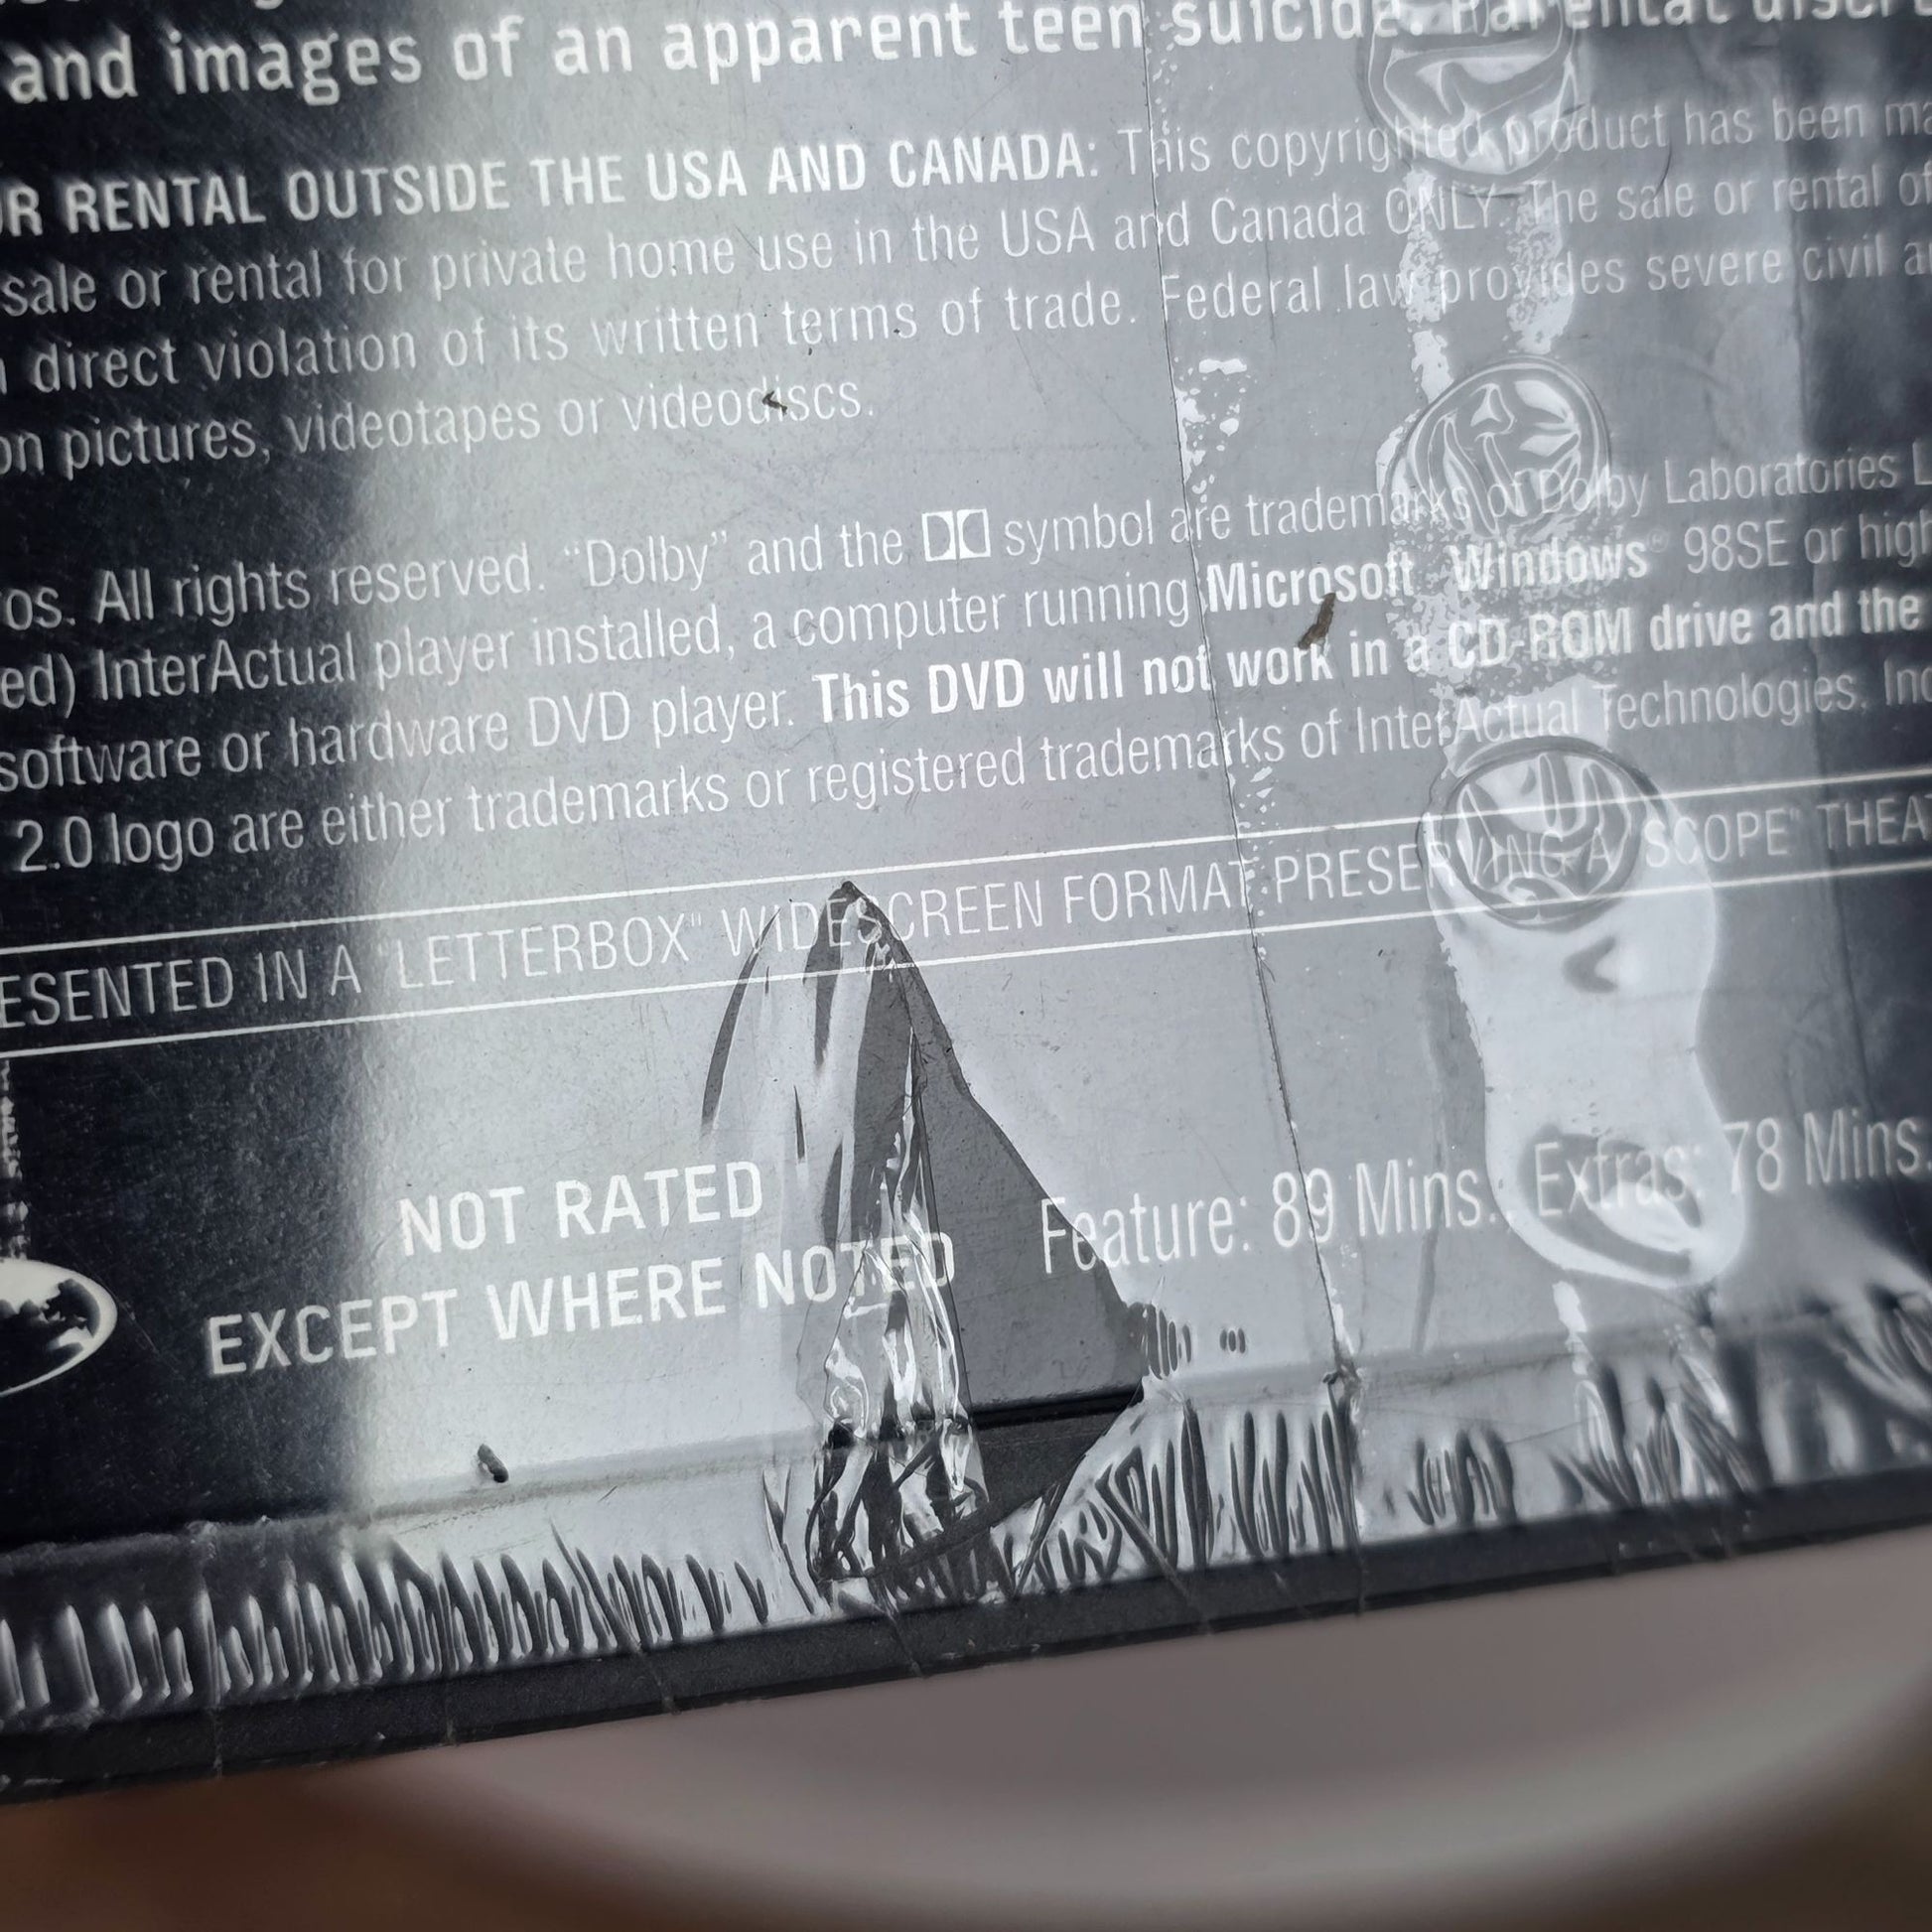 and images of an apparent teen suicide. Parental
RENTAL OUTSIDE THE USA AND CANADA: This copyrighted product has been
sale or rental for private home use in the USA and Canada ONLY. The sale or rental of
direct violation of its written terms of trade. Federal law provides severe civil
pictures, videotapes or videodiscs.
All rights reserved. “Dolby” and the symbol are trademarks of Dolby Laboratories
InterActual player installed, a computer running Microsoft Windows® 98SE or
software or hardware DVD player. This DVD will not work in a CD-ROM drive and the
2.0 logo are either trademarks or registered trademarks of InterActual Technologies, Inc
ESENTED IN A "LETTERBOX" WIDESCREEN FORMAT PRESERVING A "SCOPE" THEA
NOT RATED
EXCEPT WHERE NOTED
Feature: 89 Mins. Extras: 78 Mins.